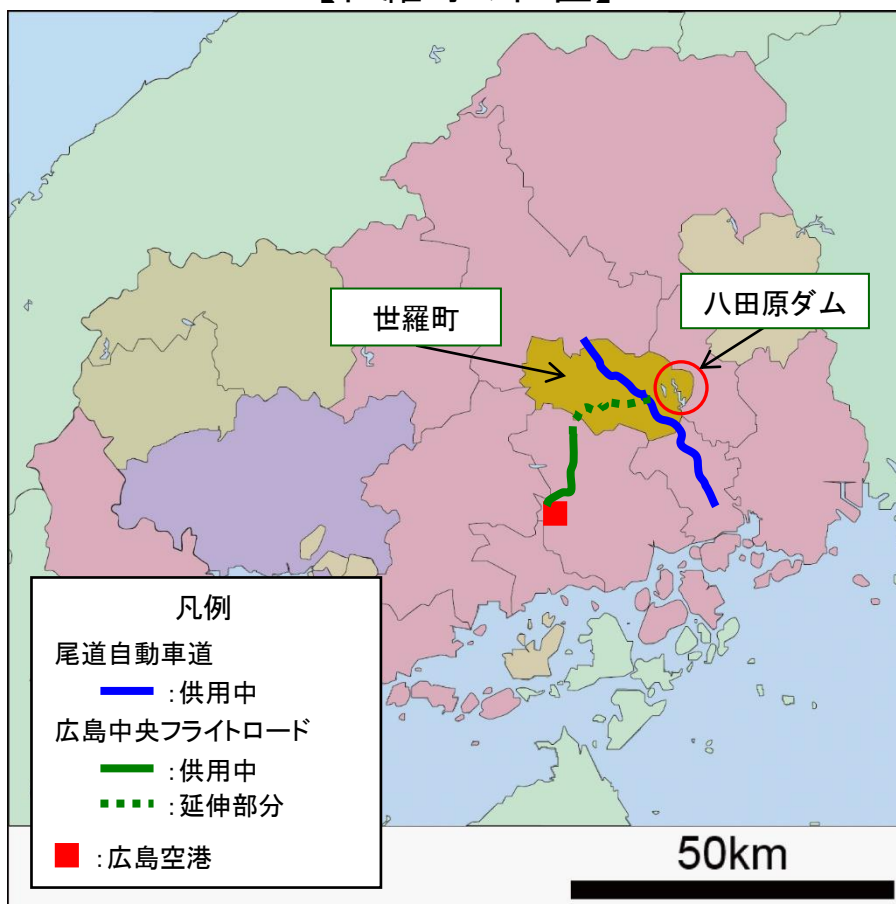 世羅町
八田原ダム
凡例
尾道自動車道
:供用中
広島中央フライトロード
:供用中
:延伸部分
:広島空港
50km